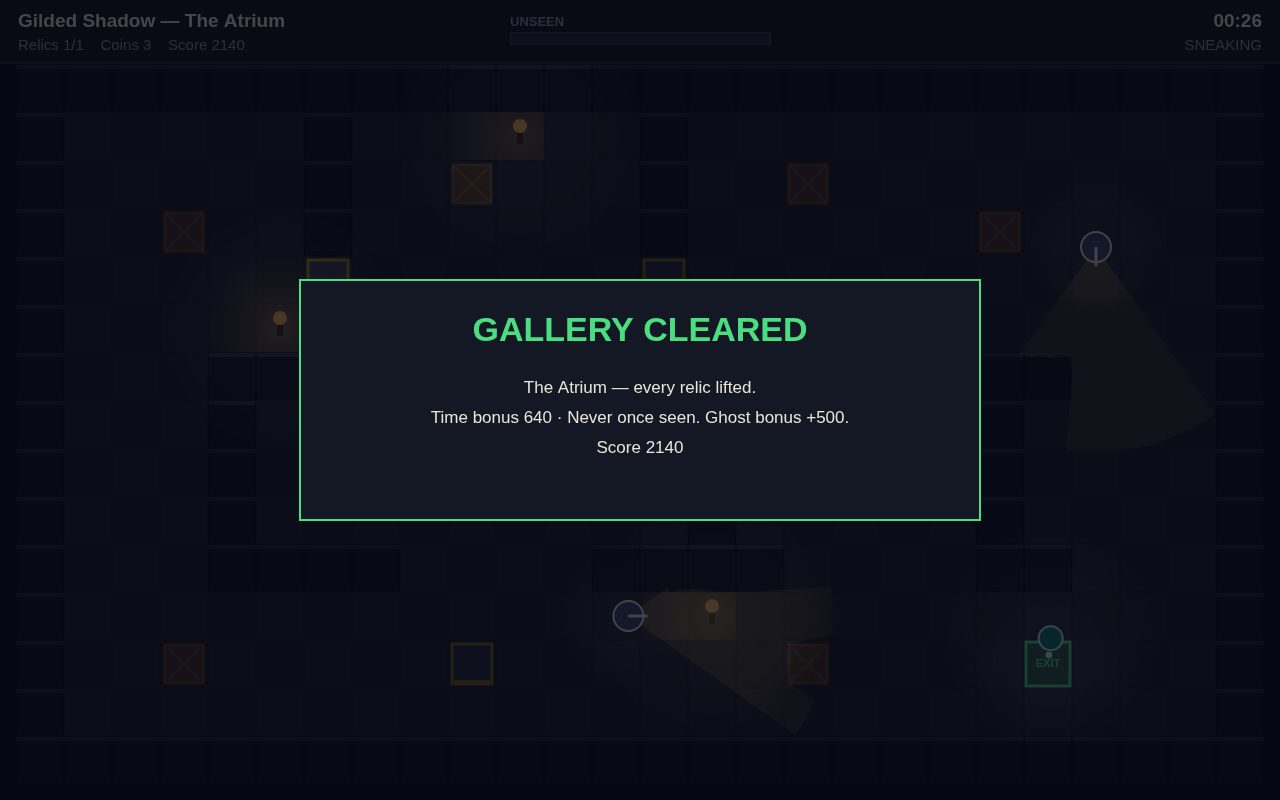 Gilded Shadow — The Atrium
UNSEEN
00:26
Relics 1/1 Coins 3 Score 2140
SNEAKING
GALLERY CLEARED
The Atrium — every relic lifted.
Time bonus 640 · Never once seen. Ghost bonus +500.
Score 2140
EXIT